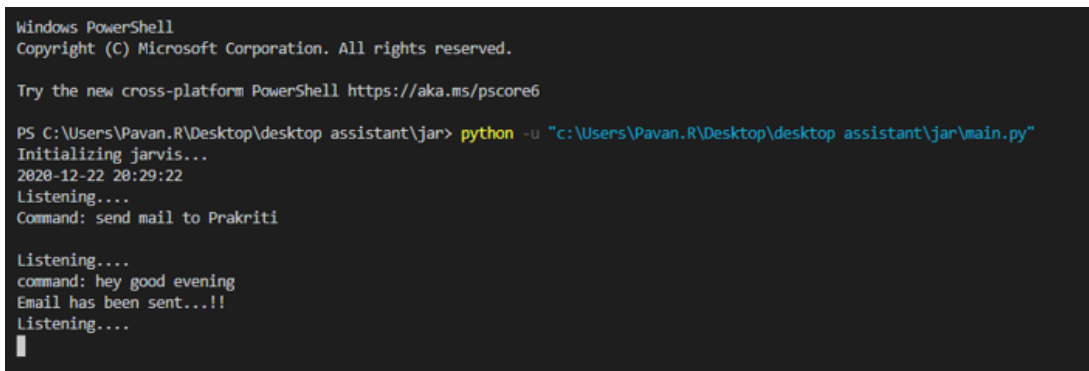 Windows PowerShell
Copyright (C) Microsoft Corporation. All rights reserved.
Try the new cross-platform PowerShell https://aka.ms/pscore6
PS C:\Users\Pavan.R\Desktop\desktop assistant\jar> python -u "c:\Users\Pavan.R\Desktop\desktop assistant\jar\main.py"
Initializing jarvis...
2020-12-22 20:29:22
Listening....
Command: send mail to Prakriti
Listening....
command: hey good evening
Email has been sent...!!
Listening....